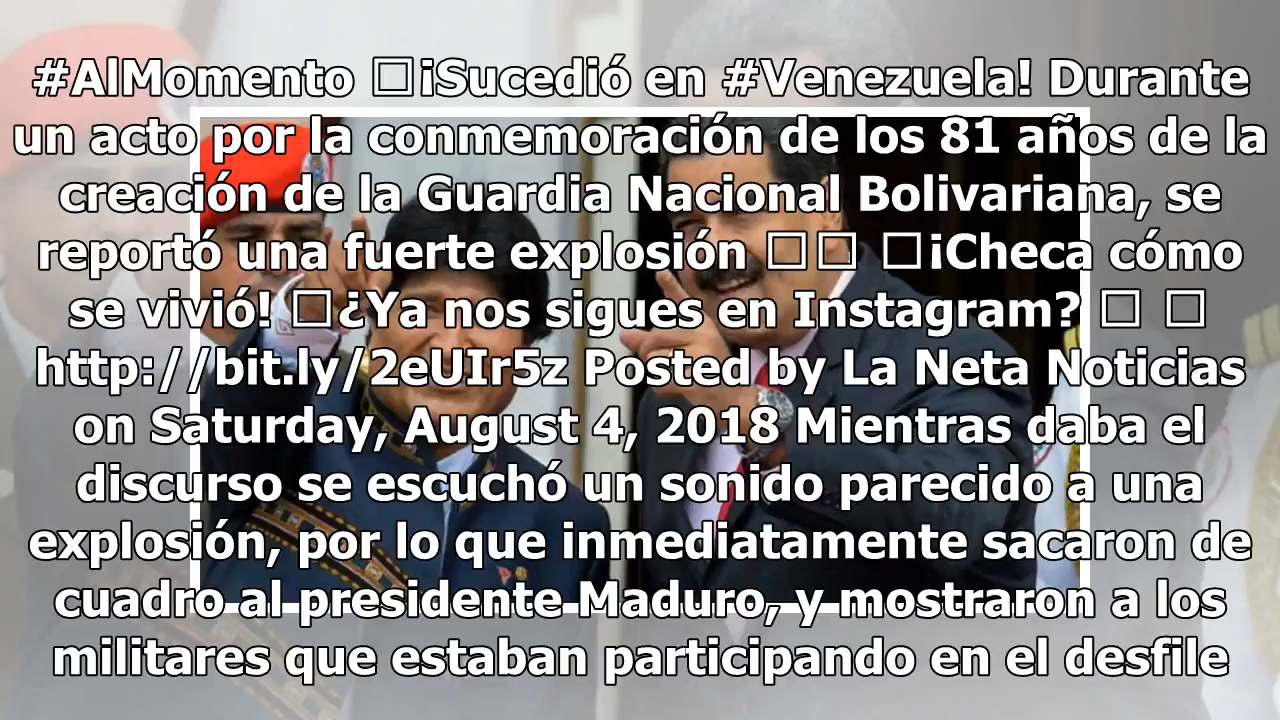 #AlMomento □¡Sucedió en #Venezuela! Durante
un acto por la conmemoración de los 81 años de la
creación de la Guardia Nacional Bolivariana, se
reportó una fuerte explosión □□ □¡Checa cómo
se vivió! □¿Ya nos sigues en Instagram? □ □
http://bit.ly/2eUIr5z Posted by La Neta Noticias
on Saturday, August 4, 2018 Mientras daba el
discurso se escuchó un sonido parecido a una
explosión, por lo que inmediatamente sacaron de
cuadro al presidente Maduro, y mostraron a los
militares que estaban participando en el desfile